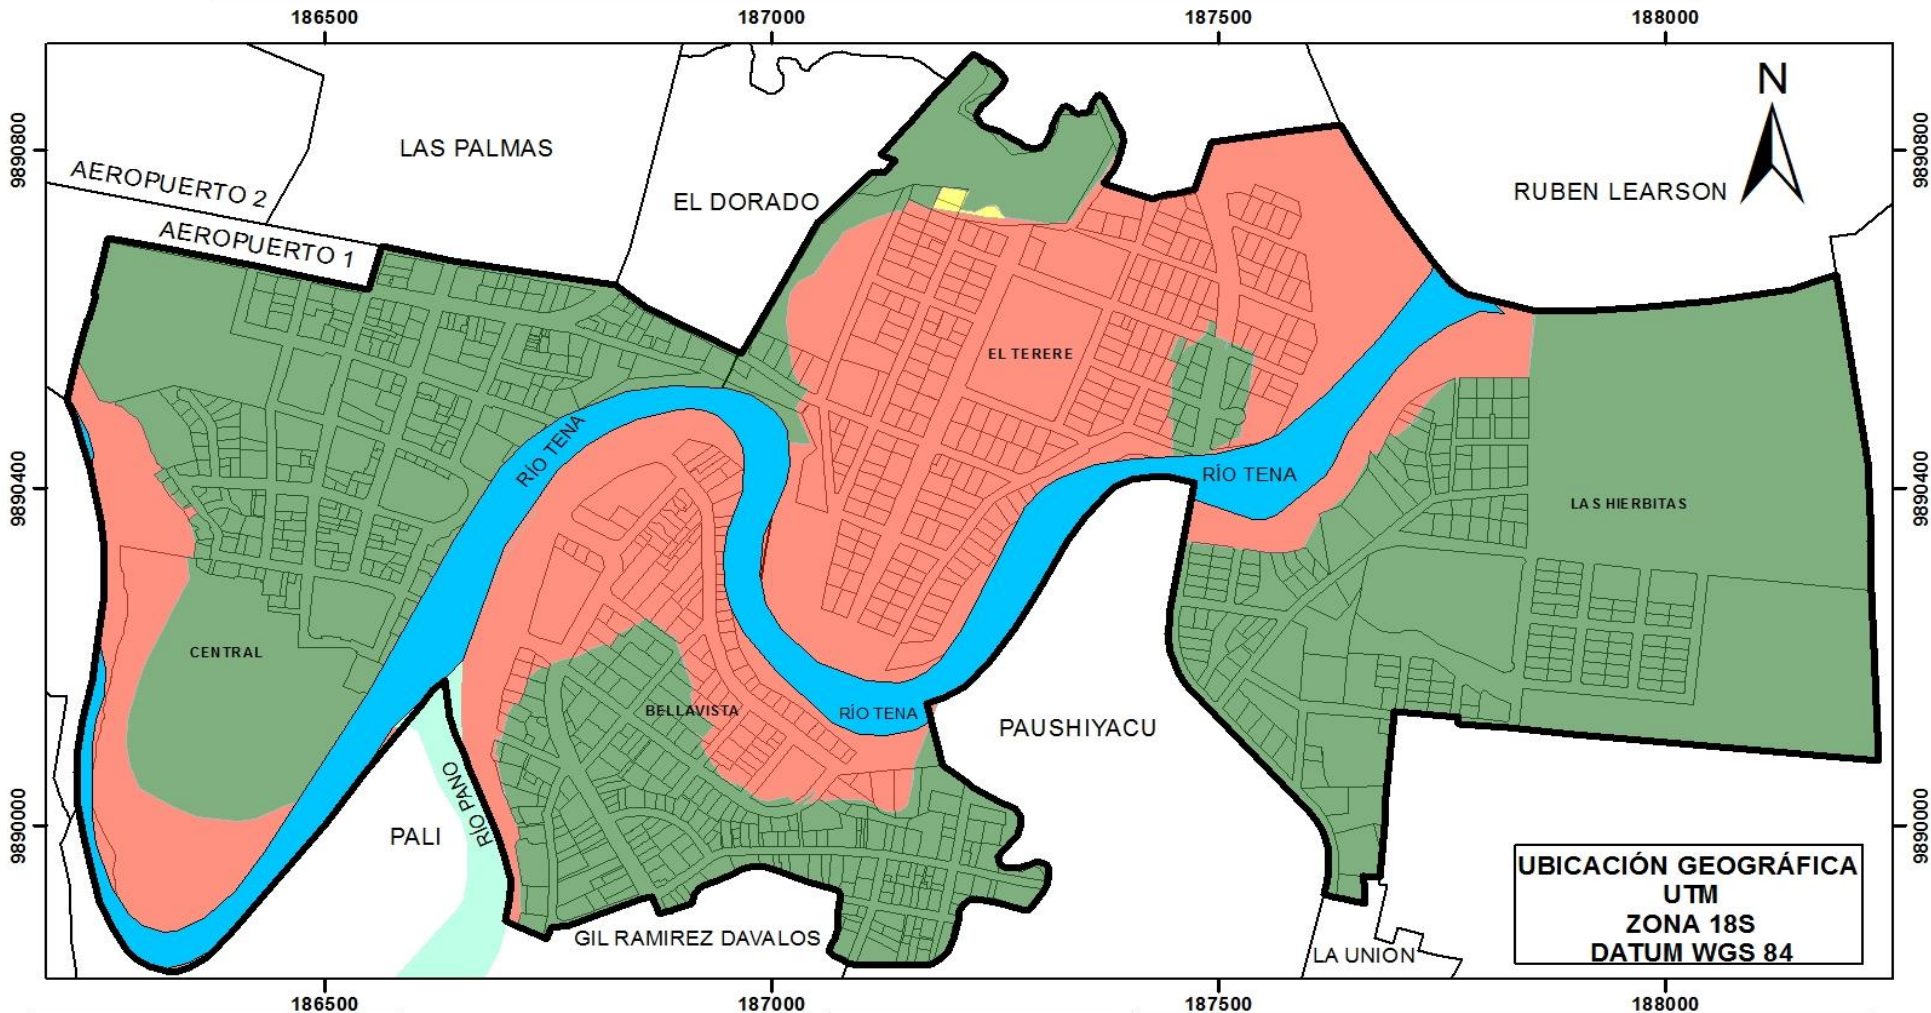 186500 187000 187500 188000
N
9890800 9890800
LAS PALMAS
AEROPUERTO 2
EL DORADO
RUBEN LEARSON
AEROPUERTO 1
EL TERERE
RÍO TENA
RÍO TENA
9890400 9890400
LAS HIERBITAS
CENTRAL
BELLAVISTA
RÍO TENA
PAUSHIYACU
RÍO PANO
PALI
9890000 9890000
GIL RAMIREZ DAVALOS
LA UNION
UBICACIÓN GEOGRÁFICA
UTM
ZONA 18S
DATUM WGS 84
186500 187000 187500 188000